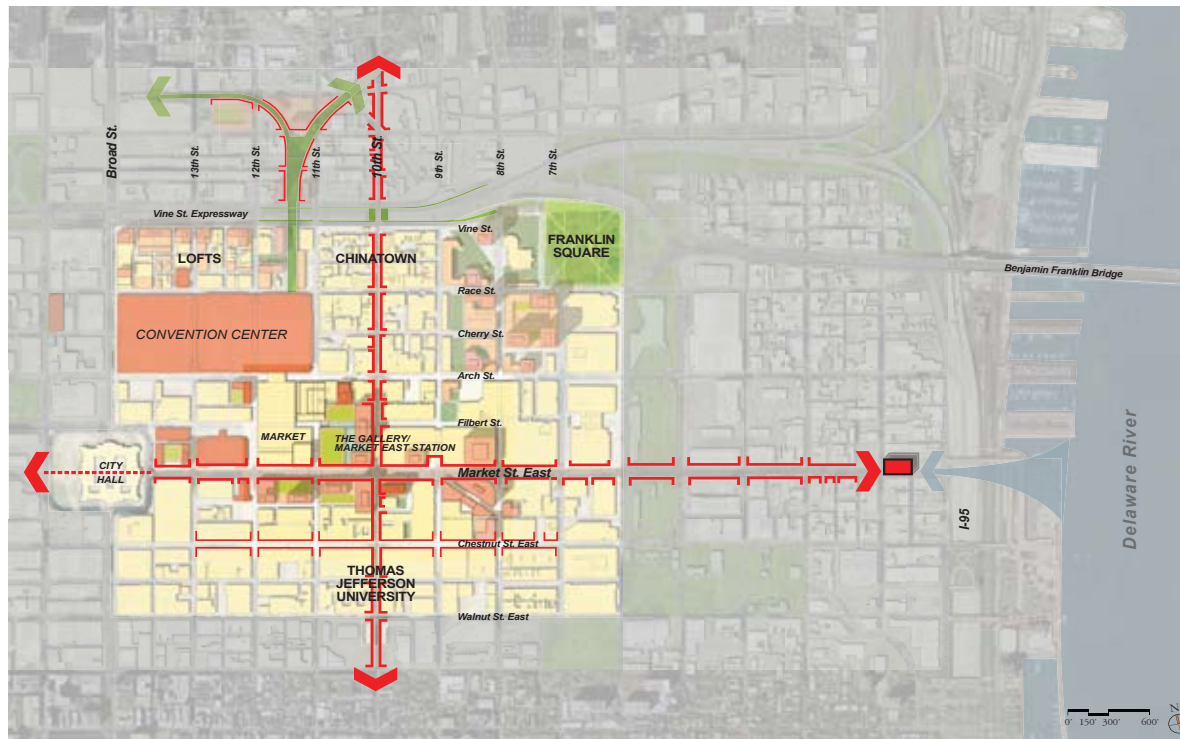 Broad St.
13th St.
12th St.
11th St.
10th St.
9th St.
8th St.
7th St.
Vine St. Expressway
Vine St.
LOFTS
CHINATOWN
FRANKLIN
SQUARE
Benjamin Franklin Bridge
Race St.
CONVENTION CENTER
Cherry St.
Arch St.
Filbert St.
MARKET
THE GALLERY/
MARKET EAST STATION
CITY
HALL
Market St. East
Delaware River
I-95
Chestnut St. East
THOMAS
JEFFERSON
UNIVERSITY
Walnut St. East
0' 150' 300' 600'
N